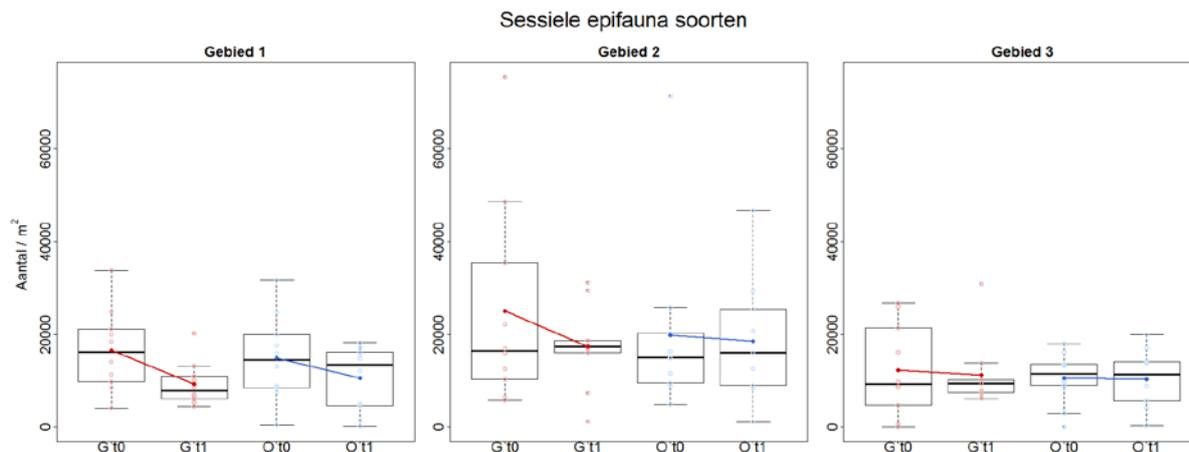 Sessiele epifauna soorten
Gebied 1
Gebied 2
Gebied 3
Aantal / m²
0 20000 40000 60000
0 20000 40000 60000
0 20000 40000 60000
G t0 G t1 O t0 O t1
G t0 G t1 O t0 O t1
G t0 G t1 O t0 O t1